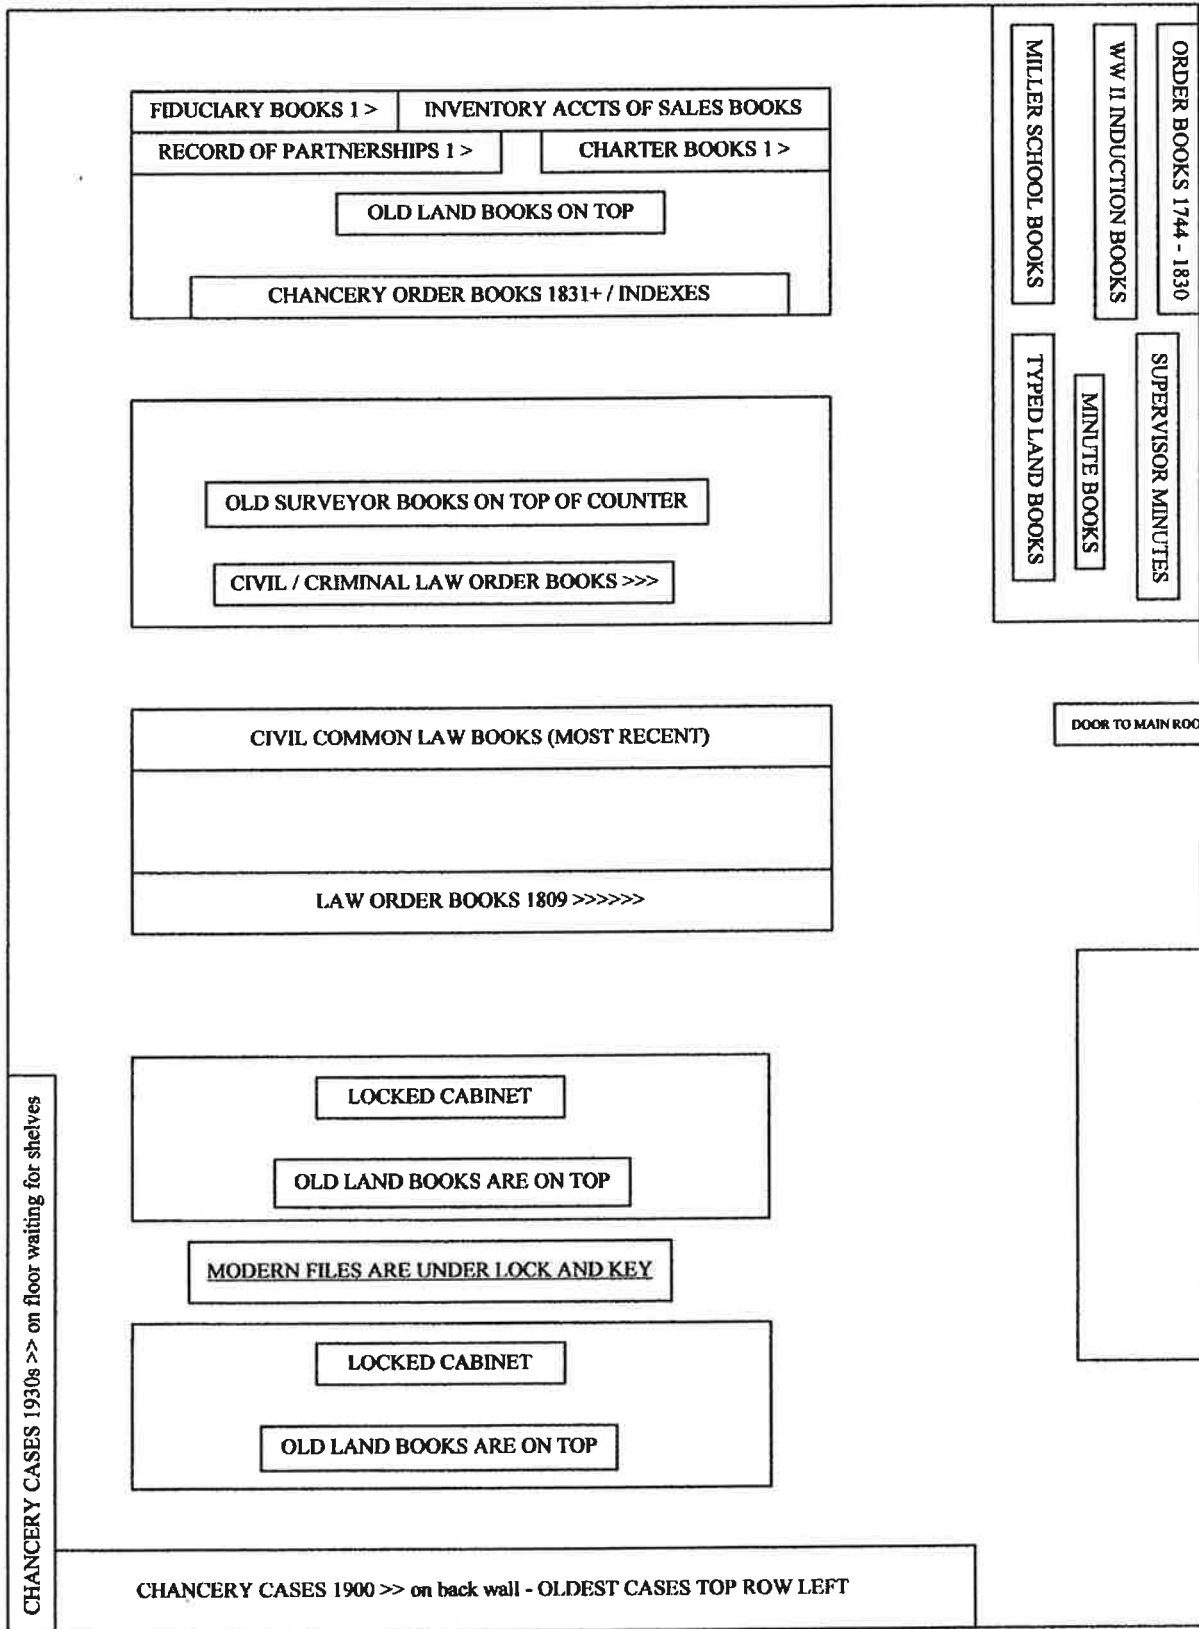 FIDUCIARY BOOKS 1 >
INVENTORY ACCTS OF SALES BOOKS
RECORD OF PARTNERSHIPS 1 >
CHARTER BOOKS 1 >
OLD LAND BOOKS ON TOP
CHANCERY ORDER BOOKS 1831+ / INDEXES
MILLER SCHOOL BOOKS
WW II INDUCTION BOOKS
ORDER BOOKS 1744 - 1830
TYPED LAND BOOKS
MINUTE BOOKS
SUPERVISOR MINUTES
OLD SURVEYOR BOOKS ON TOP OF COUNTER
CIVIL / CRIMINAL LAW ORDER BOOKS >>>
CIVIL COMMON LAW BOOKS (MOST RECENT)
DOOR TO MAIN ROO
LAW ORDER BOOKS 1809 >>>>>>
LOCKED CABINET
OLD LAND BOOKS ARE ON TOP
MODERN FILES ARE UNDER LOCK AND KEY
LOCKED CABINET
OLD LAND BOOKS ARE ON TOP
CHANCERY CASES 1930s >> on floor waiting for shelves
CHANCERY CASES 1900 >> on back wall - OLDEST CASES TOP ROW LEFT